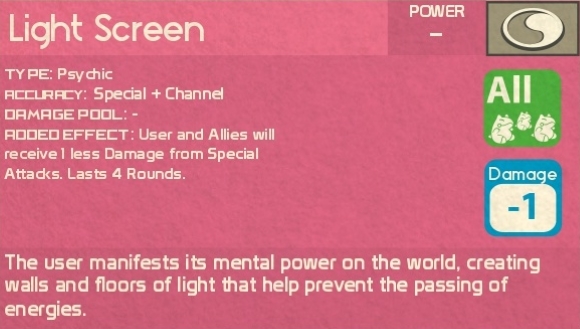 Light Screen
POWER
–
TYPE: Psychic
ACCURACY: Special + Channel
DAMAGE POOL: -
ADDED EFFECT: User and Allies will
receive 1 less Damage from Special
Attacks. Lasts 4 Rounds.
All
Damage
-1
The user manifests its mental power on the world, creating
walls and floors of light that help prevent the passing of
energies.